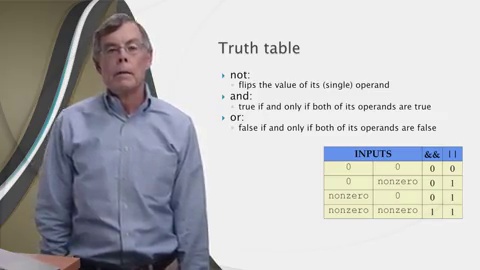 Truth table
not:
flips the value of its (single) operand
and:
true if and only if both of its operands are true
or:
false if and only if both of its operands are false
INPUTS && ||
0 0 0 0
0 nonzero 0 1
nonzero 0 0 1
nonzero nonzero 1 1